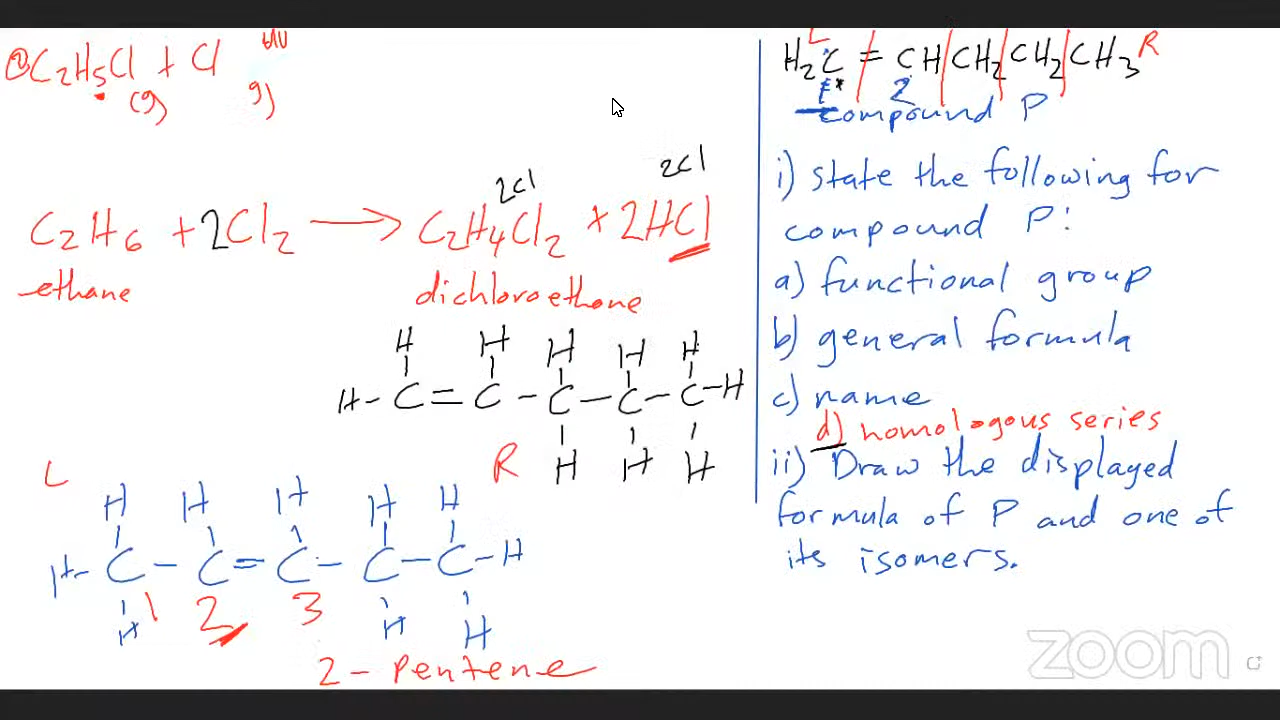 ① C2H5Cl + Cl
(g) g)
C2H6 + 2Cl2 → C2H4Cl2 + 2HCl
2Cl 2Cl
ethane dichloroethane
H H H H H
H - C = C - C - C - C - H
H H H
R
L
H H H H H
H - C - C = C - C - C - H
1 2 3
H H H
2 - pentene
L
H2C = CH CH2 CH2 CH3 R
1* 2
compound P
i) state the following for
compound P:
a) functional group
b) general formula
c) name
d) homologous series
ii) Draw the displayed
formula of P and one of
its isomers.
zoom